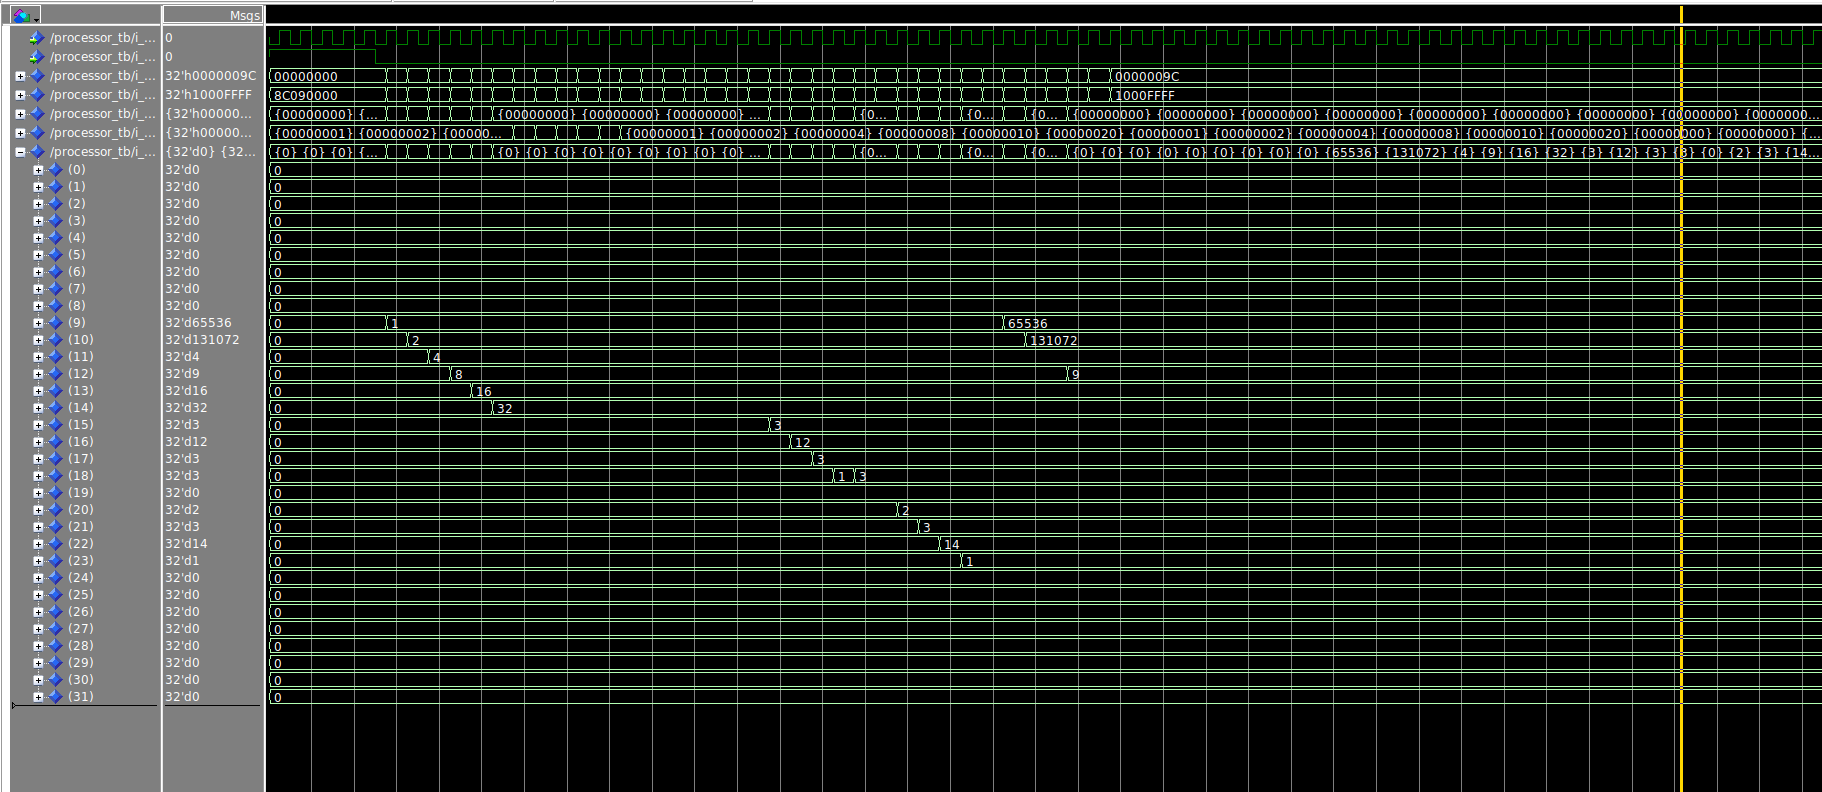 Msgs
/processor_tb/i_... 0
/processor_tb/i_... 0
/processor_tb/i_... 32'h0000009C 00000000 0000009C
/processor_tb/i_... 32'h1000FFFF 8C090000 1000FFFF
/processor_tb/i_... {32'h00000... {00000000} {... {00000000} {00000000} {00000000} ... {0... {0... {0... {00000000} {00000000} {00000000} {00000000} {00000000} {00000000} {00000000} {00000000} {0000000...
/processor_tb/i_... {32'h00000... {00000001} {00000002} {00000... {00000001} {00000002} {00000004} {00000008} {00000010} {00000020} {00000001} {00000002} {00000004} {00000008} {00000010} {00000020} {00000000} {00000000} {...
/processor_tb/i_... {32'd0} {32... {0} {0} {0} {... {0} {0} {0} {0} {0} {0} {0} {0} {0} ... {0... {0... {0... {0} {0} {0} {0} {0} {0} {0} {0} {0} {65536} {131072} {4} {9} {16} {32} {3} {12} {3} {3} {0} {2} {3} {14...
(0) 32'd0 0
(1) 32'd0 0
(2) 32'd0 0
(3) 32'd0 0
(4) 32'd0 0
(5) 32'd0 0
(6) 32'd0 0
(7) 32'd0 0
(8) 32'd0 0
(9) 32'd65536 0 1 65536
(10) 32'd131072 0 2 131072
(11) 32'd4 0 4
(12) 32'd9 0 8 9
(13) 32'd16 0 16
(14) 32'd32 0 32
(15) 32'd3 0 3
(16) 32'd12 0 12
(17) 32'd3 0 3
(18) 32'd3 0 1 3
(19) 32'd0 0
(20) 32'd2 0 2
(21) 32'd3 0 3
(22) 32'd14 0 14
(23) 32'd1 0 1
(24) 32'd0 0
(25) 32'd0 0
(26) 32'd0 0
(27) 32'd0 0
(28) 32'd0 0
(29) 32'd0 0
(30) 32'd0 0
(31) 32'd0 0